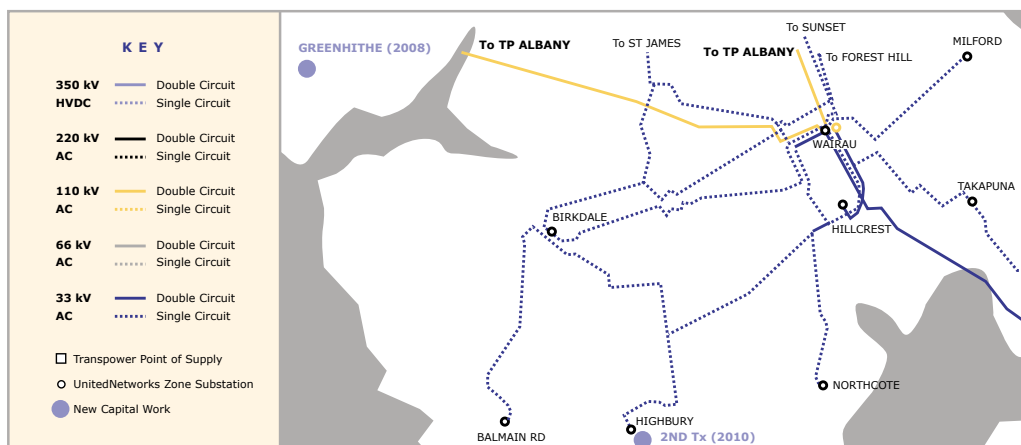 KEY
350 kV Double Circuit
HVDC Single Circuit
220 kV Double Circuit
AC Single Circuit
110 kV Double Circuit
AC Single Circuit
66 kV Double Circuit
AC Single Circuit
33 kV Double Circuit
AC Single Circuit
Transpower Point of Supply
UnitedNetworks Zone Substation
New Capital Work
GREENHITHE (2008)
To TP ALBANY
To ST JAMES
To SUNSET
To TP ALBANY
To FOREST HILL
MILFORD
WAIRAU
TAKAPUNA
BIRKDALE
HILLCREST
NORTHCOTE
HIGHBURY
BALMAIN RD
2ND Tx (2010)